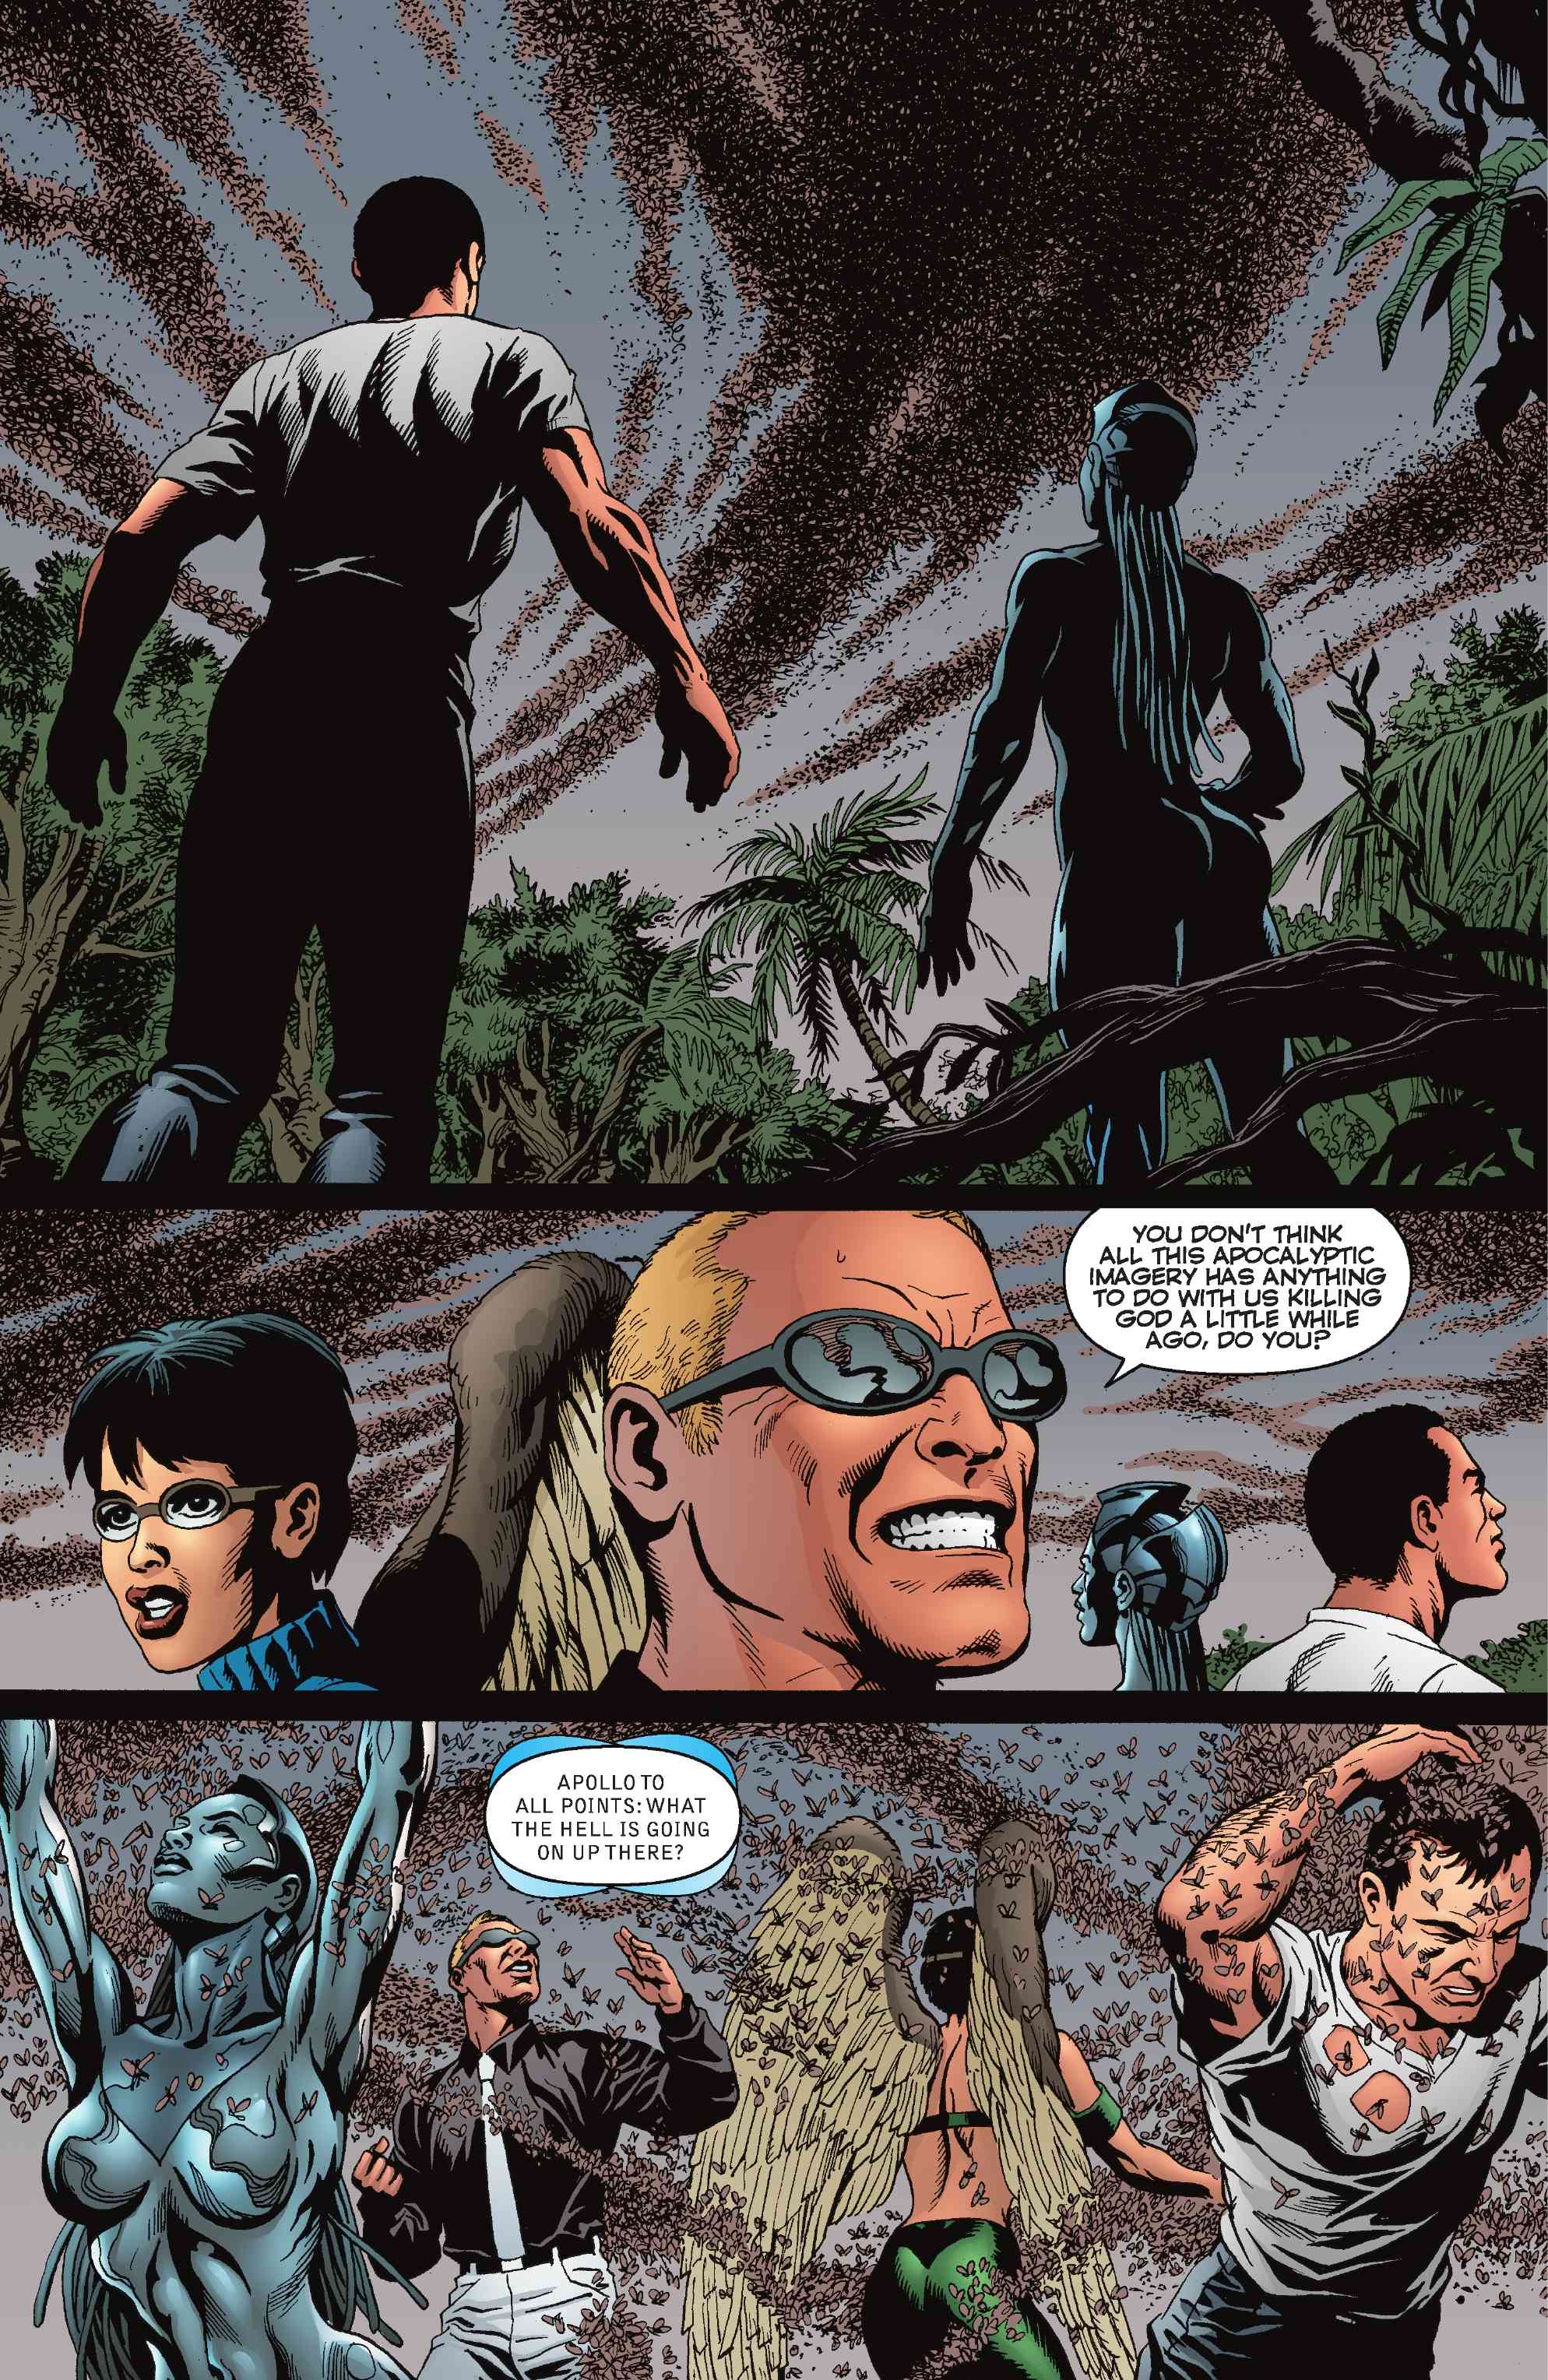 YOU DON'T THINK
ALL THIS APOCALYPTIC
IMAGERY HAS ANYTHING
TO DO WITH US KILLING
GOD A LITTLE WHILE
AGO, DO YOU?
APOLLO TO
ALL POINTS: WHAT
THE HELL IS GOING
ON UP THERE?